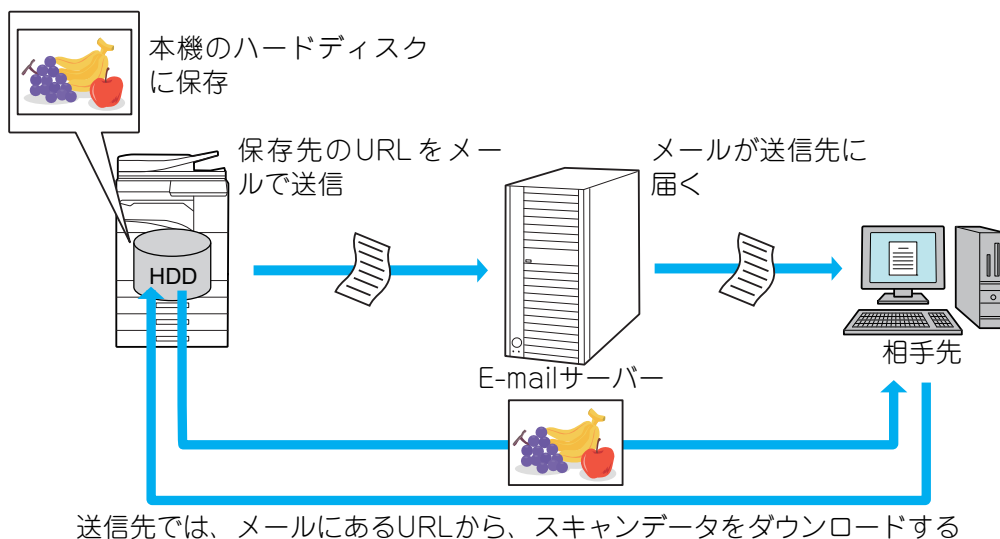 本機のハードディスク
に保存
保存先のURLをメー
ルで送信
メールが送信先に
届く
HDD
相手先
E-mailサーバー
送信先では、メールにあるURLから、スキャンデータをダウンロードする